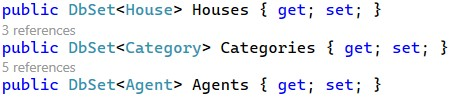 public DbSet<House> Houses { get; set; }
3 references
public DbSet<Category> Categories { get; set; }
5 references
public DbSet<Agent> Agents { get; set; }